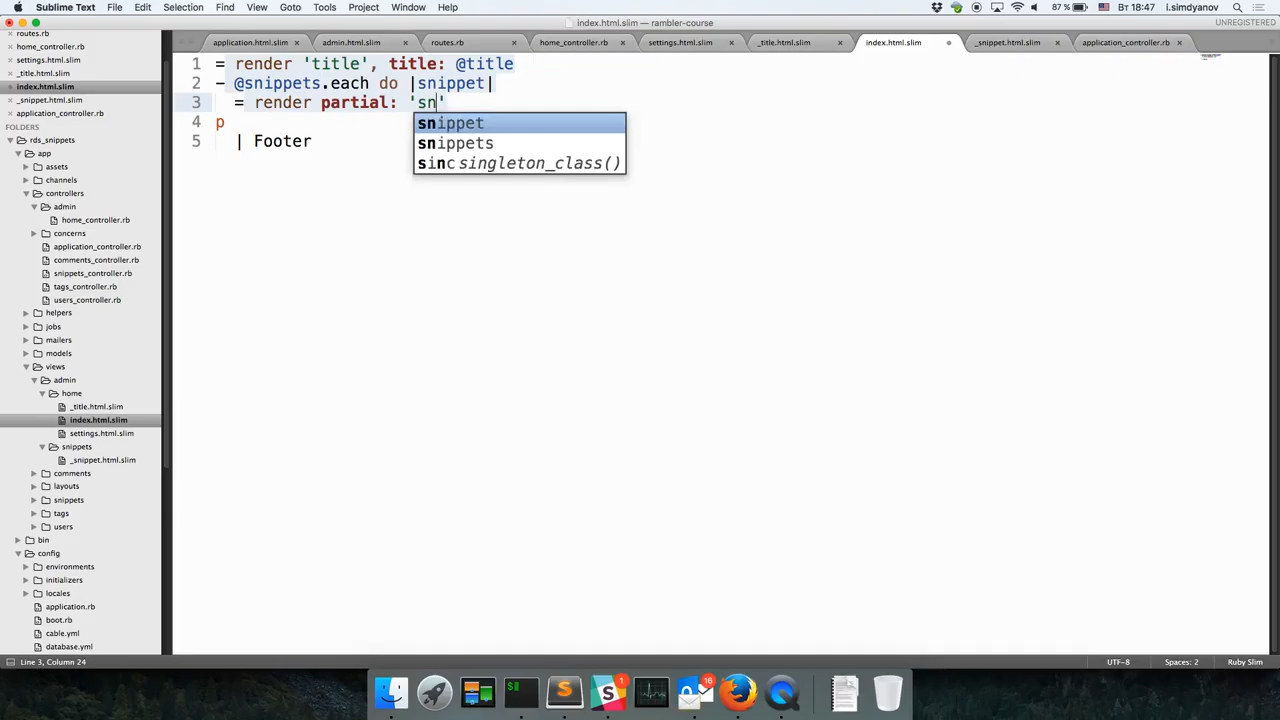 Sublime Text File Edit Selection Find View Goto Tools Project Window Help 87 % Вт 18:47 i.simdyanov
index.html.slim — rambler-course UNREGISTERED
application.html.slim × admin.html.slim × routes.rb × home_controller.rb × settings.html.slim × _title.html.slim × index.html.slim _snippet.html.slim × application_controller.rb ×
× routes.rb
× home_controller.rb
× settings.html.slim
× _title.html.slim
index.html.slim
× _snippet.html.slim
× application_controller.rb
FOLDERS
rds_snippets
app
assets
channels
controllers
admin
home_controller.rb
concerns
application_controller.rb
comments_controller.rb
snippets_controller.rb
tags_controller.rb
users_controller.rb
helpers
jobs
mailers
models
views
admin
home
_title.html.slim
index.html.slim
settings.html.slim
snippets
_snippet.html.slim
comments
layouts
snippets
tags
users
bin
config
environments
initializers
locales
application.rb
boot.rb
cable.yml
database.yml
1 = render 'title', title: @title
2 - @snippets.each do |snippet|
3 = render partial: 'sn'
4 p
5 | Footer
snippet
snippets
sinc singleton_class()
Line 3, Column 24 UTF-8 Spaces: 2 Ruby Slim
1 16